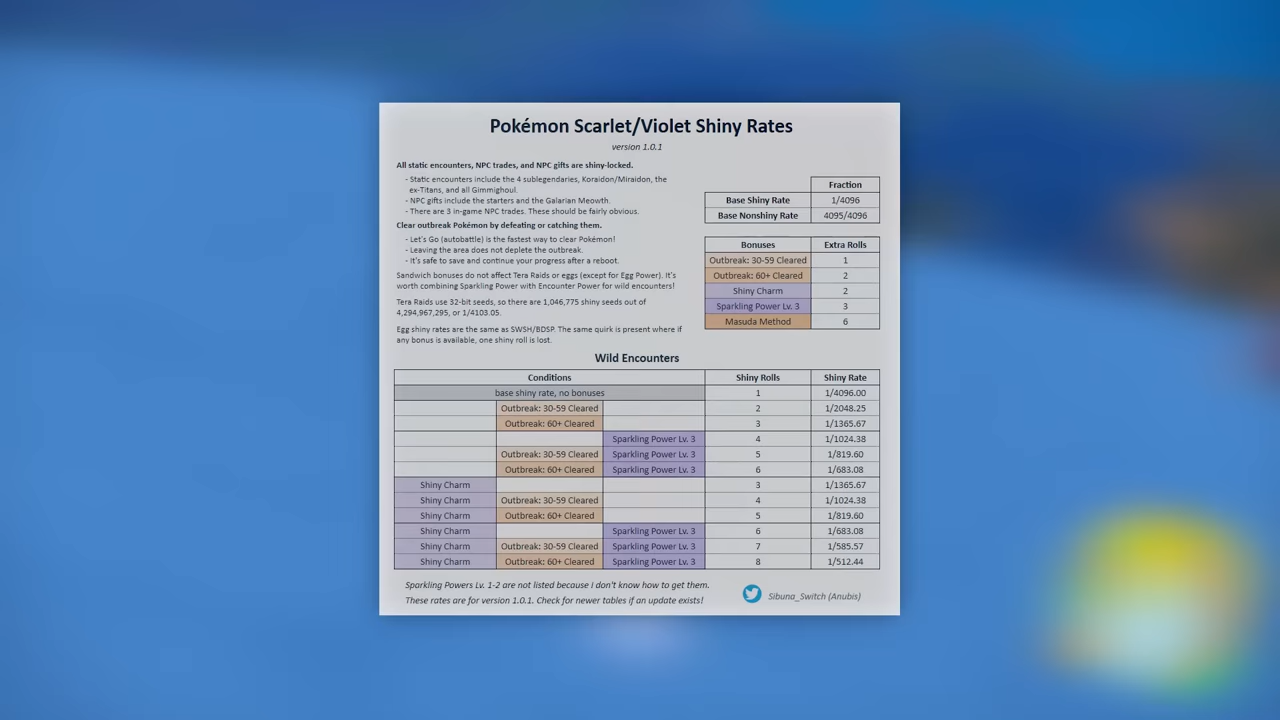 Pokémon Scarlet/Violet Shiny Rates
version 1.0.1
All static encounters, NPC trades, and NPC gifts are shiny-locked.
- Static encounters include the 4 sublegendaries, Koraidon/Miraidon, the
ex-Titans, and all Gimmighoul.
- NPC gifts include the starters and the Galarian Meowth.
- There are 3 in-game NPC trades. These should be fairly obvious.
Clear outbreak Pokémon by defeating or catching them.
- Let's Go (autobattle) is the fastest way to clear Pokémon!
- Leaving the area does not deplete the outbreak.
- It's safe to save and continue your progress after a reboot.
Sandwich bonuses do not affect Tera Raids or eggs (except for Egg Power). It's
worth combining Sparkling Power with Encounter Power for wild encounters!
Tera Raids use 32-bit seeds, so there are 1,046,775 shiny seeds out of
4,294,967,295, or 1/4103.05.
Egg shiny rates are the same as SWSH/BDSP. The same quirk is present where if
any bonus is available, one shiny roll is lost.
Fraction
Base Shiny Rate 1/4096
Base Nonshiny Rate 4095/4096
Bonuses Extra Rolls
Outbreak: 30-59 Cleared 1
Outbreak: 60+ Cleared 2
Shiny Charm 2
Sparkling Power Lv. 3 3
Masuda Method 6
Wild Encounters
Conditions Shiny Rolls Shiny Rate
base shiny rate, no bonuses 1 1/4096.00
Outbreak: 30-59 Cleared 2 1/2048.25
Outbreak: 60+ Cleared 3 1/1365.67
Sparkling Power Lv. 3 4 1/1024.38
Outbreak: 30-59 Cleared Sparkling Power Lv. 3 5 1/819.60
Outbreak: 60+ Cleared Sparkling Power Lv. 3 6 1/683.08
Shiny Charm 3 1/1365.67
Shiny Charm Outbreak: 30-59 Cleared 4 1/1024.38
Shiny Charm Outbreak: 60+ Cleared 5 1/819.60
Shiny Charm Sparkling Power Lv. 3 6 1/683.08
Shiny Charm Outbreak: 30-59 Cleared Sparkling Power Lv. 3 7 1/585.57
Shiny Charm Outbreak: 60+ Cleared Sparkling Power Lv. 3 8 1/512.44
Sparkling Powers Lv. 1-2 are not listed because i don't know how to get them.
These rates are for version 1.0.1. Check for newer tables if an update exists!
Sibuna_Switch (Anubis)